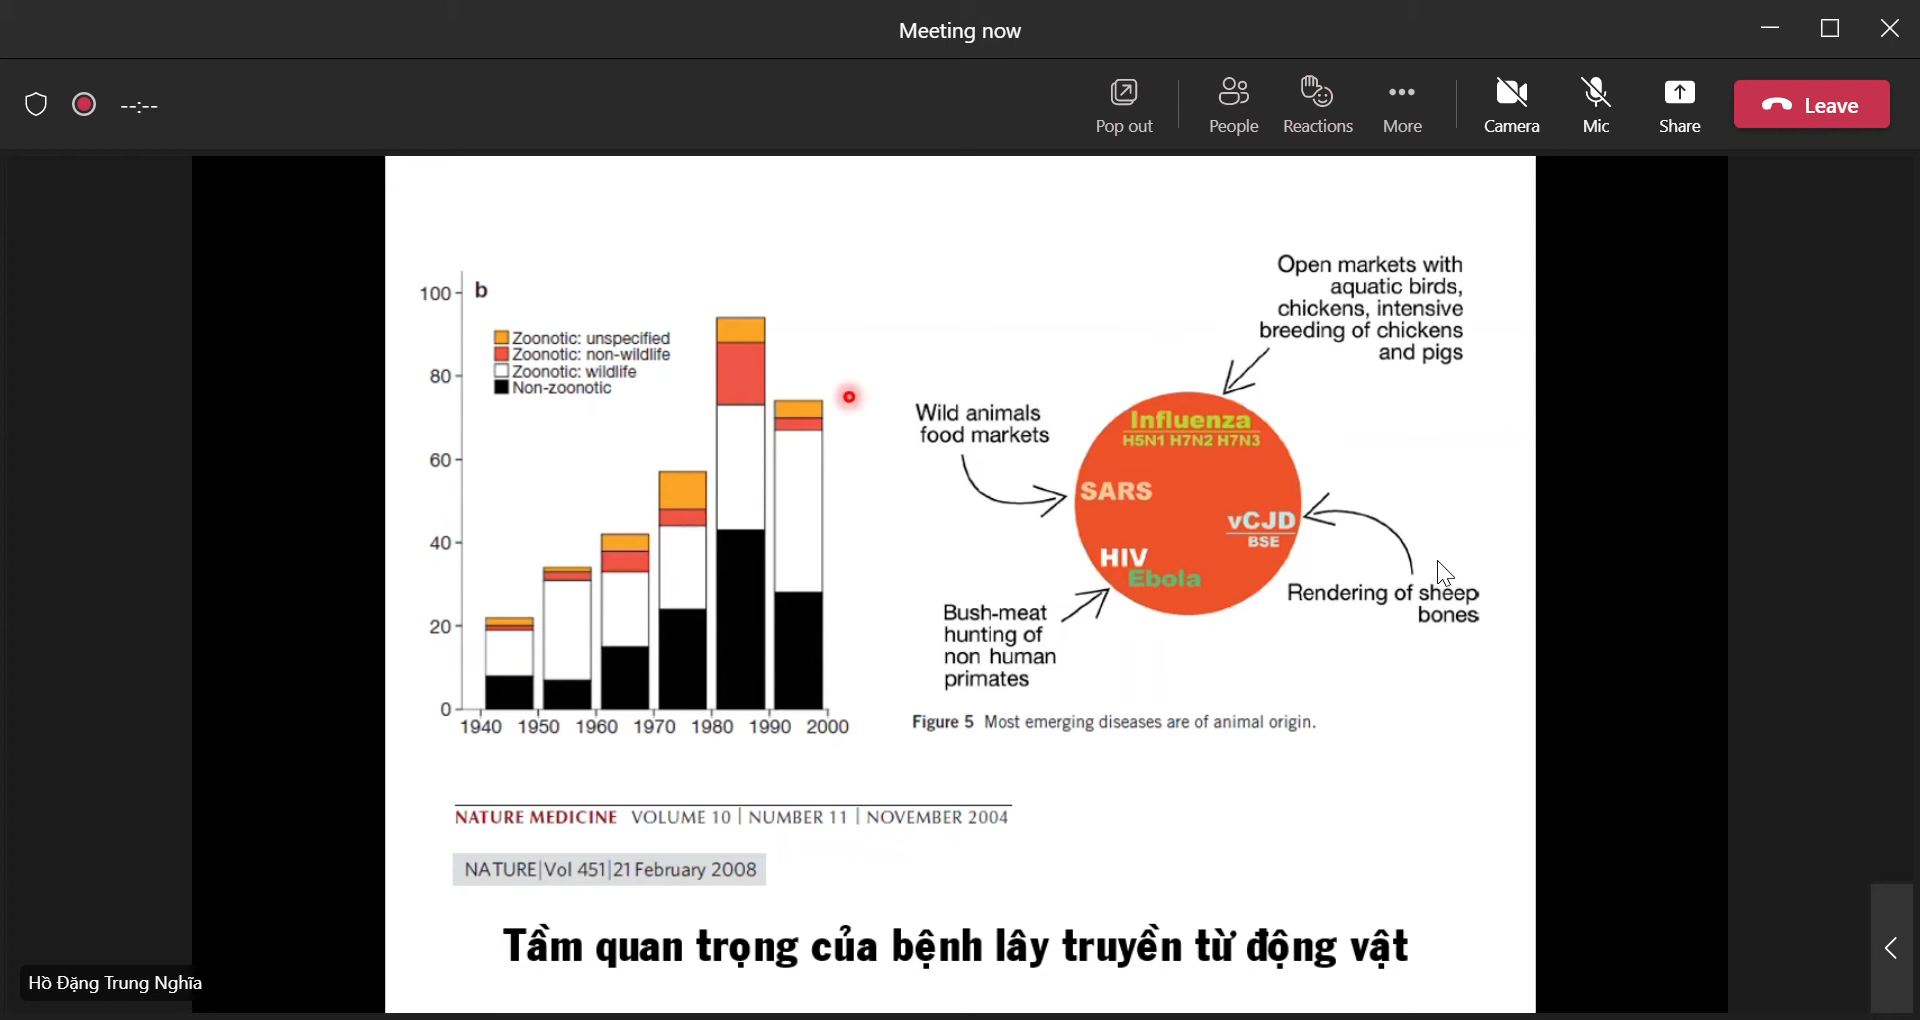 Meeting now
--:--
Pop out
People
Reactions
More
Camera
Mic
Share
Leave
b
100
80
60
40
20
0
1940 1950 1960 1970 1980 1990 2000
Zoonotic: unspecified
Zoonotic: non-wildlife
Zoonotic: wildlife
Non-zoonotic
Open markets with
aquatic birds,
chickens, intensive
breeding of chickens
and pigs
Wild animals
food markets
Influenza
H5N1 H7N2 H7N3
SARS
vCJD
BSE
HIV
Ebola
Rendering of sheep
bones
Bush-meat
hunting of
non human
primates
Figure 5 Most emerging diseases are of animal origin.
NATURE MEDICINE VOLUME 10 | NUMBER 11 | NOVEMBER 2004
NATURE|Vol 451|21 February 2008
Tầm quan trọng của bệnh lây truyền từ động vật
Hồ Đặng Trung Nghĩa